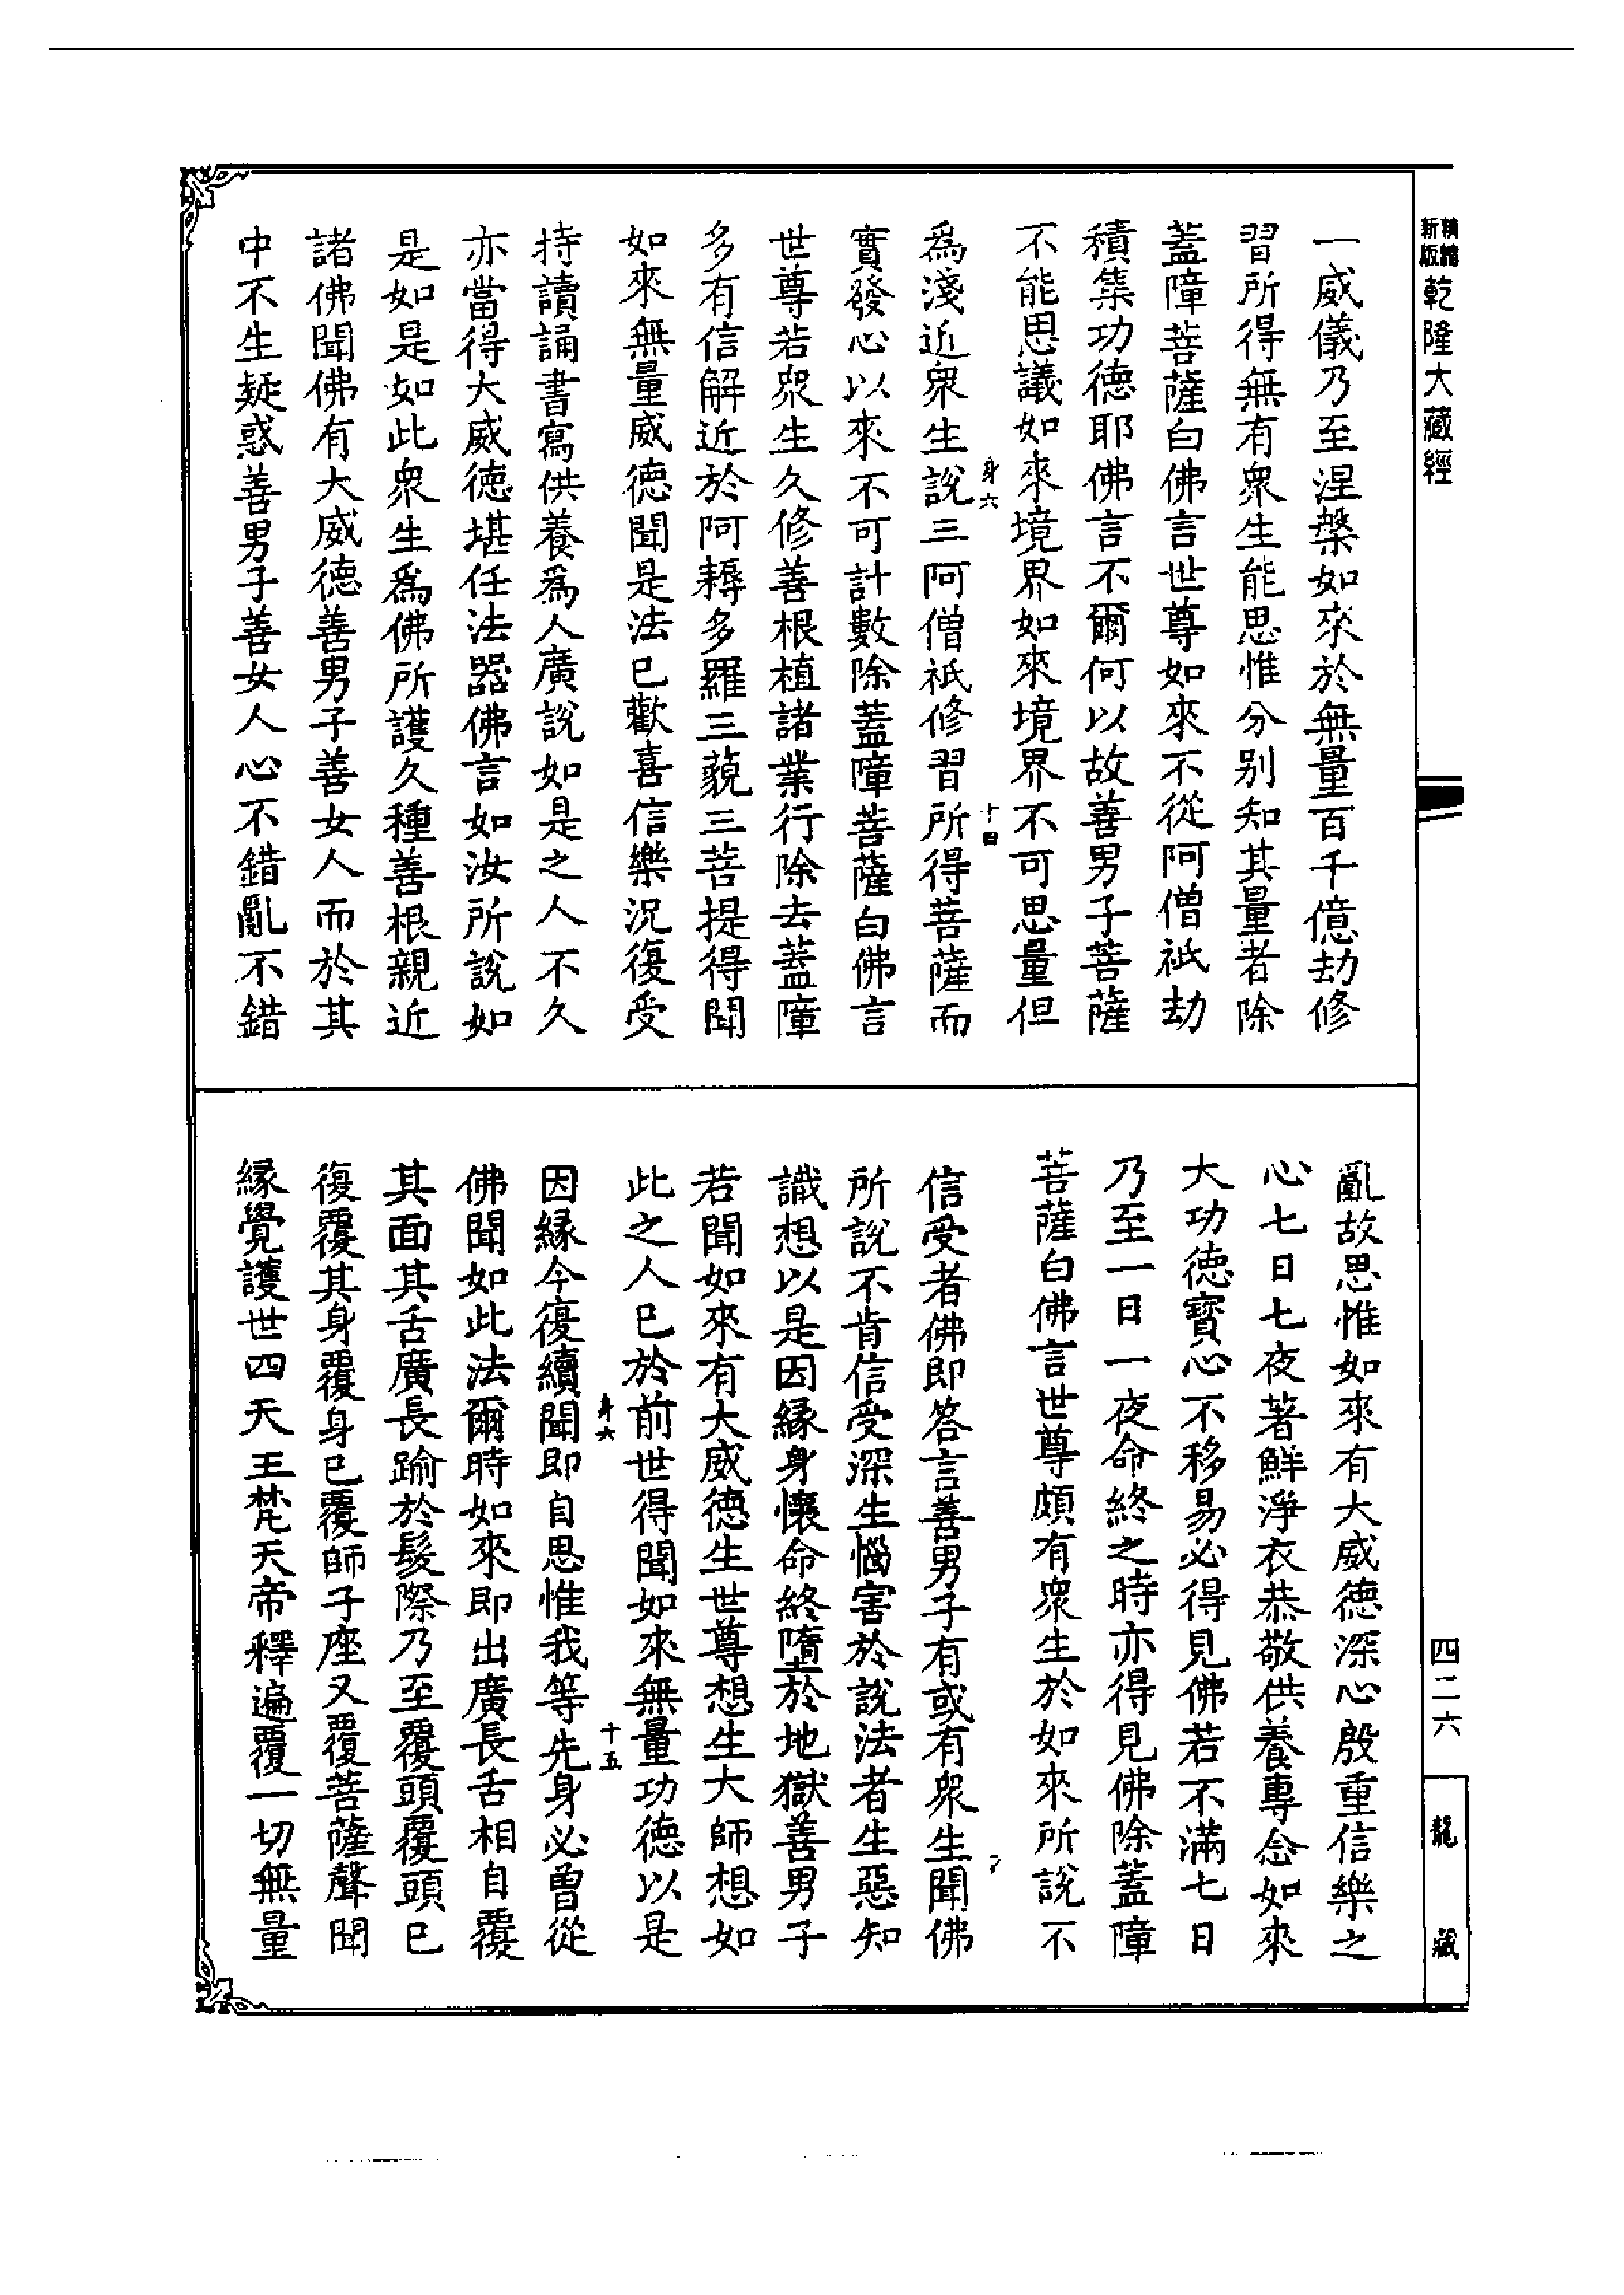 新版
精縮
乾隆大藏經
一威儀乃至涅槃如來於無量百千億劫修
習所得無有衆生能思惟分别知其量者除
蓋障菩薩白佛言世尊如來不從阿僧祇劫
積集功德耶佛言不爾何以故善男子菩薩
不能思議如來境界如來境界不可思量但
身六
十四
爲淺近衆生說三阿僧祇修習所得菩薩而
實發心以來不可計數除蓋障菩薩白佛言
世尊若衆生久修善根植諸業行除去蓋障
多有信解近於阿耨多羅三藐三菩提得聞
如來無量威德聞是法已歡喜信樂況復受
持讀誦書寫供養爲人廣說如是之人不久
亦當得大威德堪任法器佛言如汝所說如
是如是如此衆生爲佛所護久種善根親近
諸佛聞佛有大威德善男子善女人而於其
中不生疑惑善男子善女人心不錯亂不錯
亂故思惟如來有大威德深心殷重信樂之
心七日七夜著鮮淨衣恭敬供養專念如來
大功德寶心不移易必得見佛若不滿七日
乃至一日一夜命終之時亦得見佛除蓋障
菩薩白佛言世尊頗有衆生於如來所說不
信受者佛即答言善男子有或有衆生聞佛
所說不肯信受深生惱害於說法者生惡知
識想以是因緣身懷命終墮於地獄善男子
若聞如來有大威德生世尊想生大師想如
此之人已於前世得聞如來無量功德以是
身六
十五
因緣今復續聞即自思惟我等先身必曾從
佛聞如此法爾時如來即出廣長舌相自覆
其面其舌廣長踰於髮際乃至覆頭覆頭已
復覆其身覆身已覆師子座又覆菩薩聲聞
緣覺護世四天王梵天帝釋遍覆一切無量
四二六
龍藏